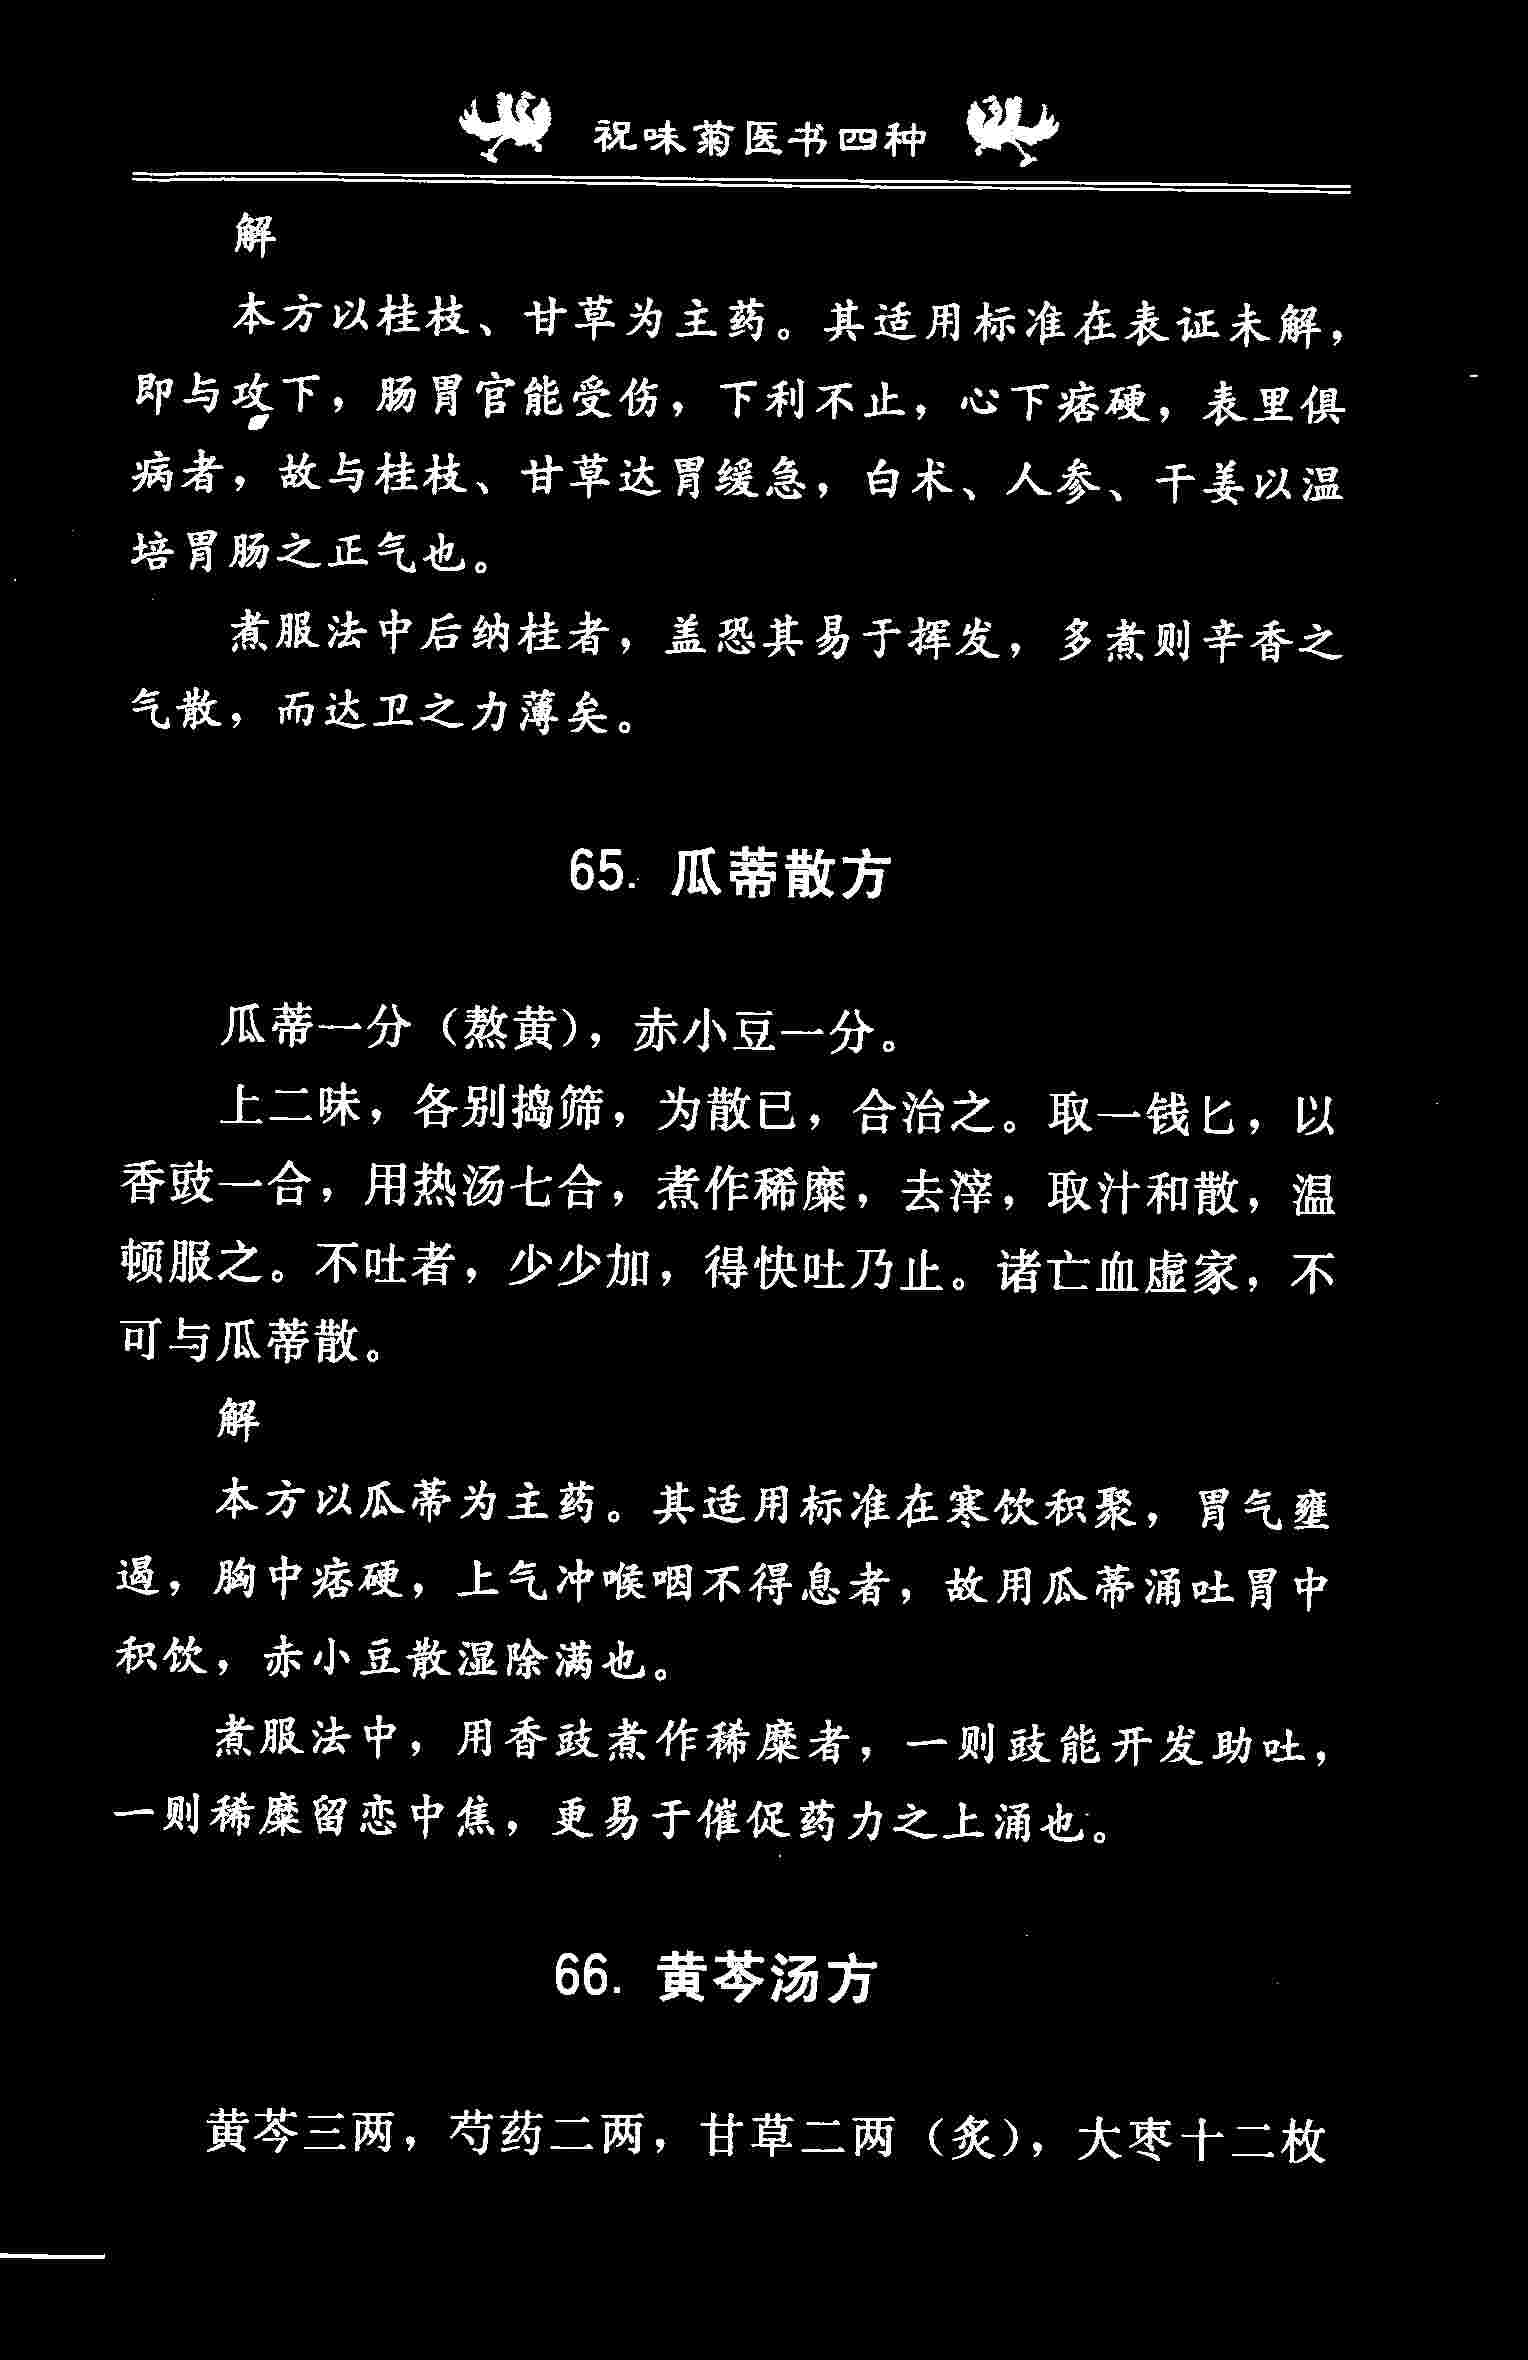 祝味菊医书四种
解
本方以桂枝、甘草为主药。其适用标准在表证未解，
即与攻下，肠胃官能受伤，下利不止，心下痞硬，表里俱
病者，故与桂枝、甘草达胃缓急，白术、人参、干姜以温
培胃肠之正气也。
煮服法中后纳桂者，盖恐其易于挥发，多煮则辛香之
气散，而达卫之力薄矣。
65. 瓜蒂散方
瓜蒂一分（熬黄），赤小豆一分。
上二味，各别捣筛，为散已，合治之。取一钱匕，以
香豉一合，用热汤七合，煮作稀糜，去滓，取汁和散，温
顿服之。不吐者，少少加，得快吐乃止。诸亡血虚家，不
可与瓜蒂散。
解
本方以瓜蒂为主药。其适用标准在寒饮积聚，胃气壅
遏，胸中痞硬，上气冲喉咽不得息者，故用瓜蒂涌吐胃中
积饮，赤小豆散湿除满也。
煮服法中，用香豉煮作稀糜者，一则豉能开发助吐，
一则稀糜留恋中焦，更易于催促药力之上涌也。
66. 黄芩汤方
黄芩三两，芍药二两，甘草二两（炙），大枣十二枚